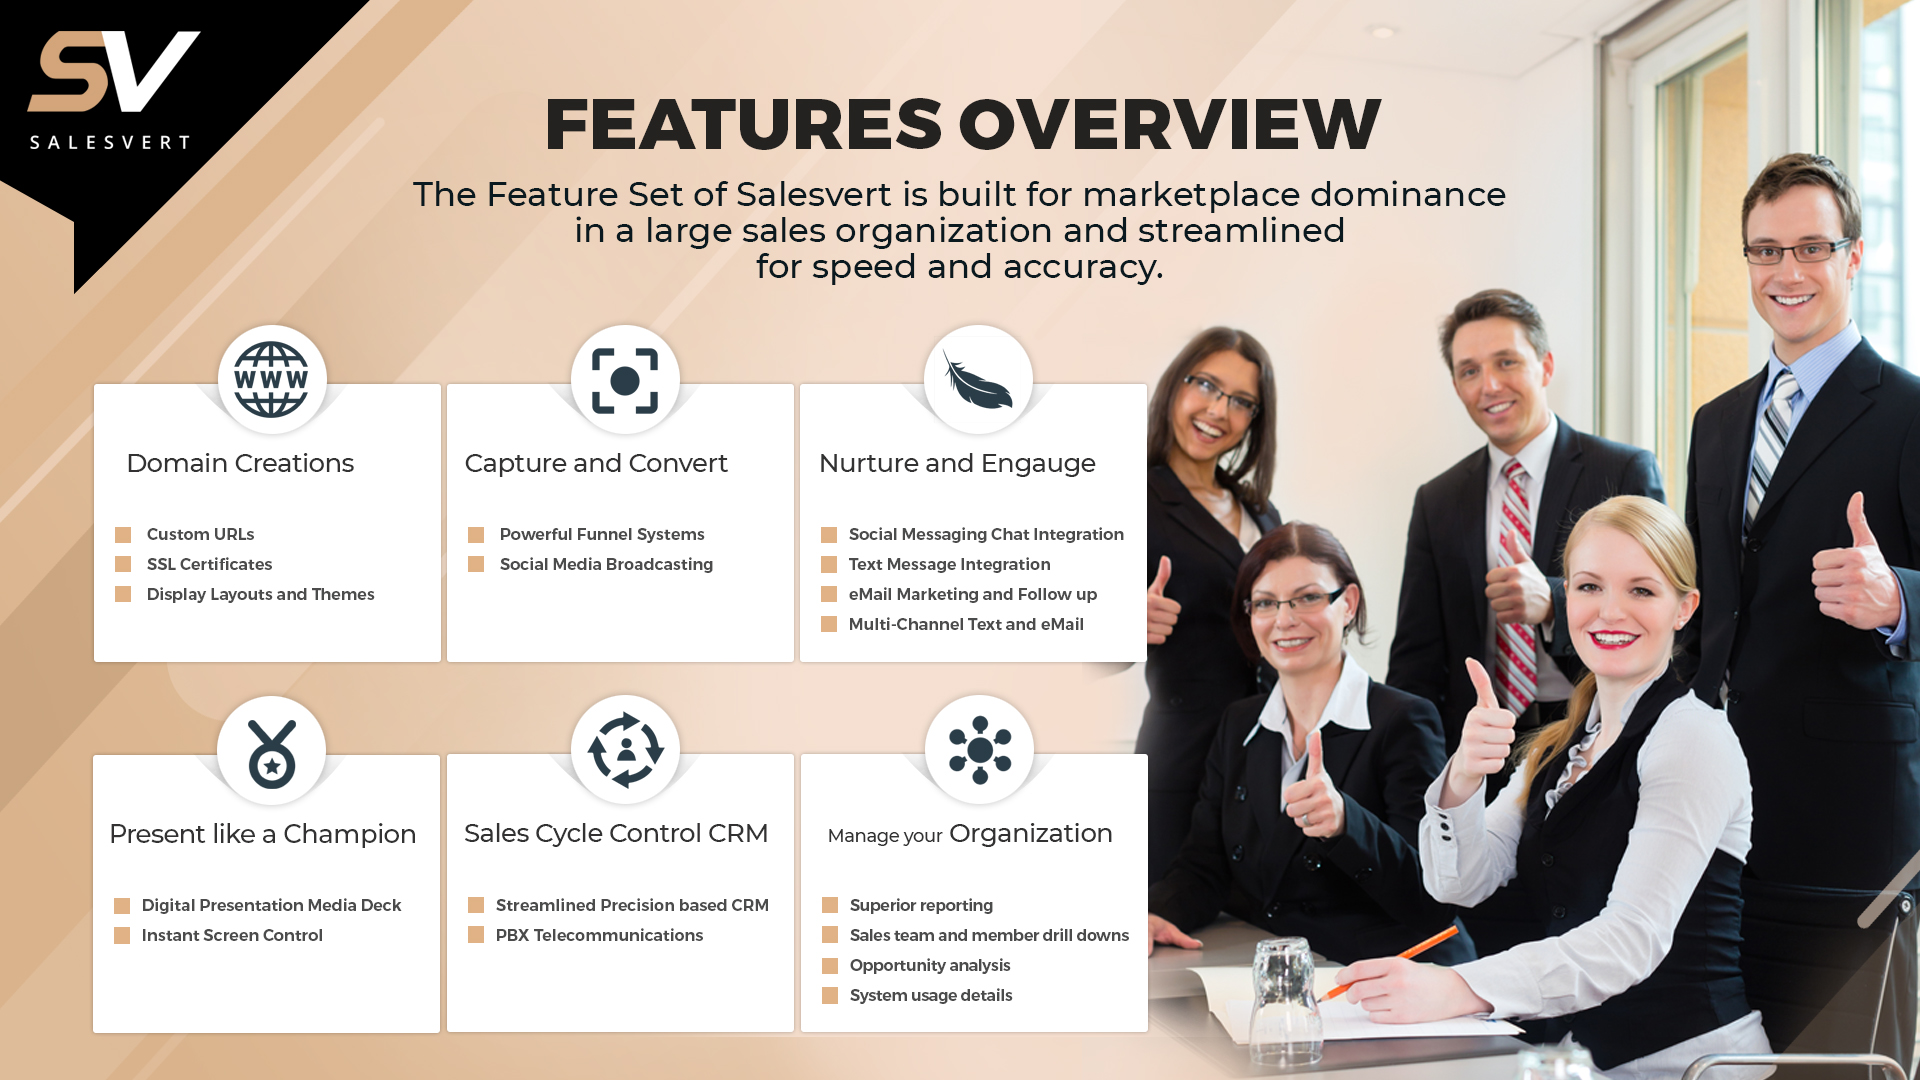 SV
SALESVERT
FEATURES OVERVIEW
The Feature Set of Salesvert is built for marketplace dominance
in a large sales organization and streamlined
for speed and accuracy.
WWW
Domain Creations
Custom URLs
SSL Certificates
Display Layouts and Themes
Capture and Convert
Powerful Funnel Systems
Social Media Broadcasting
Nurture and Engauge
Social Messaging Chat Integration
Text Message Integration
eMail Marketing and Follow up
Multi-Channel Text and eMail
Present like a Champion
Digital Presentation Media Deck
Instant Screen Control
Sales Cycle Control CRM
Streamlined Precision based CRM
PBX Telecommunications
Manage your Organization
Superior reporting
Sales team and member drill downs
Opportunity analysis
System usage details